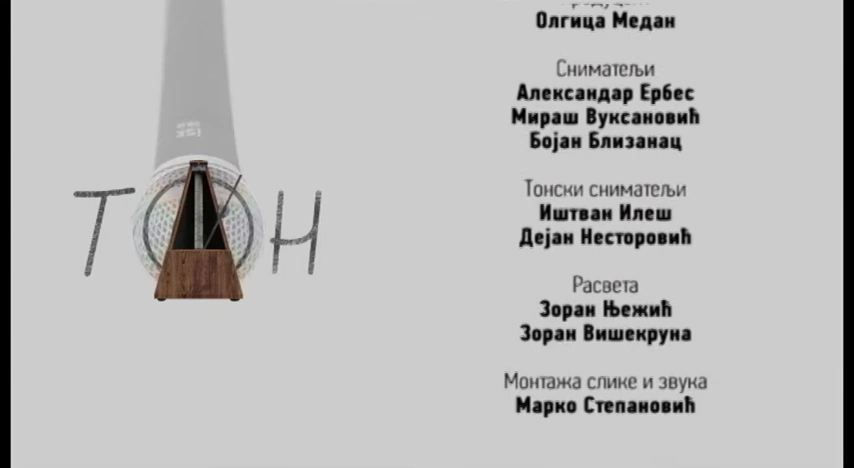 Олгица Медан
Сниматељи
Александар Ербес
Мираш Вуксановић
Бојан Близанац
Тонски сниматељи
Иштван Илеш
Дејан Несторовић
Расвета
Зоран Њежић
Зоран Вишекруна
Монтажа слике и звука
Марко Степановић
ТОН